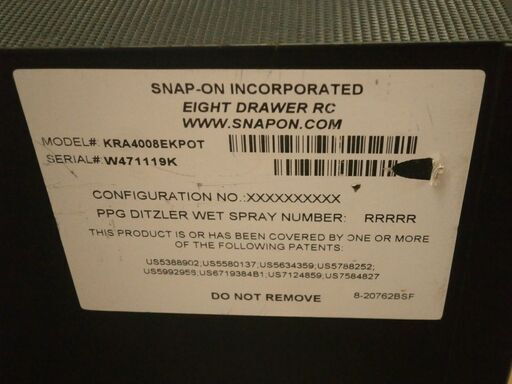 SNAP-ON INCORPORATED
EIGHT DRAWER RC
WWW.SNAPON.COM
MODEL#: KRA4008EKPOT
SERIAL#: W471119K
CONFIGURATION NO.:XXXXXXXXXX
PPG DITZLER WET SPRAY NUMBER: RRRRR
THIS PRODUCT IS OR HAS BEEN COVERED BY ONE OR MORE
OF THE FOLLOWING PATENTS:
US5388902;US5580137;US5634359;US5788252;
US5992958;US6719384B1;US7124859;US7584827
DO NOT REMOVE
8-20762BSF